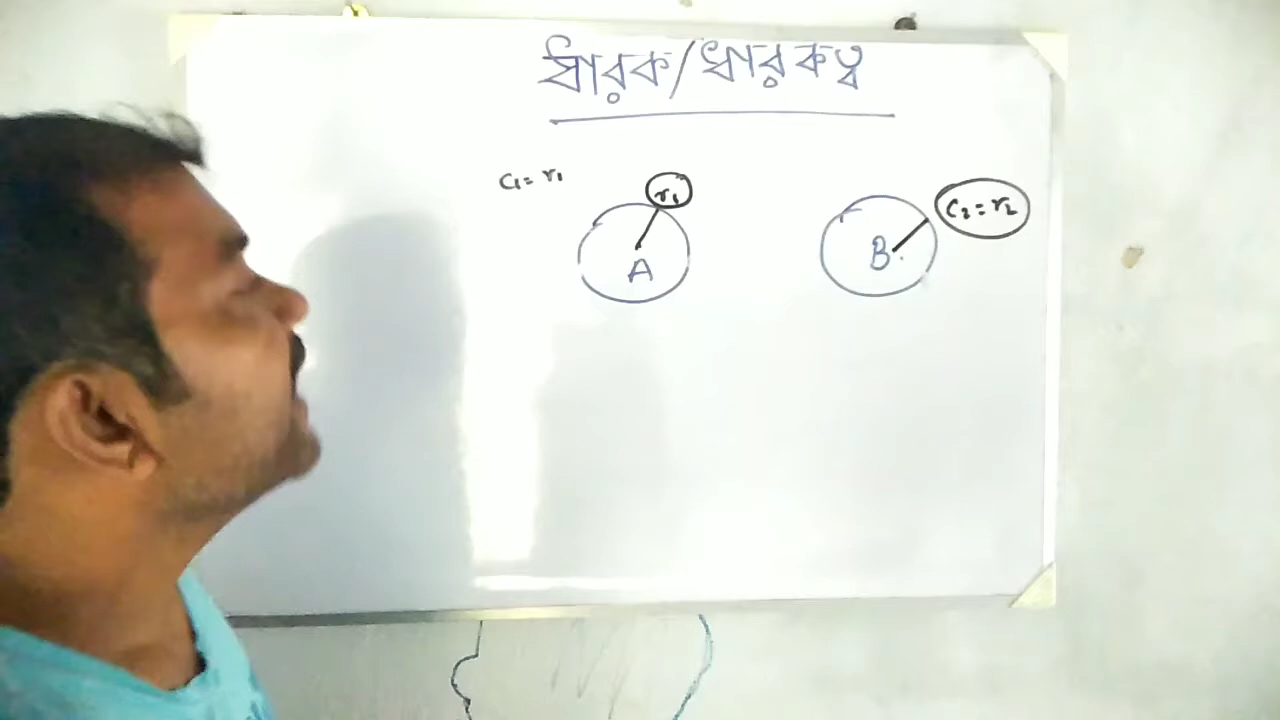 ধারক/ধারকত্ব
C₁ = r₁
r₁
C₂ = r₂
A
B